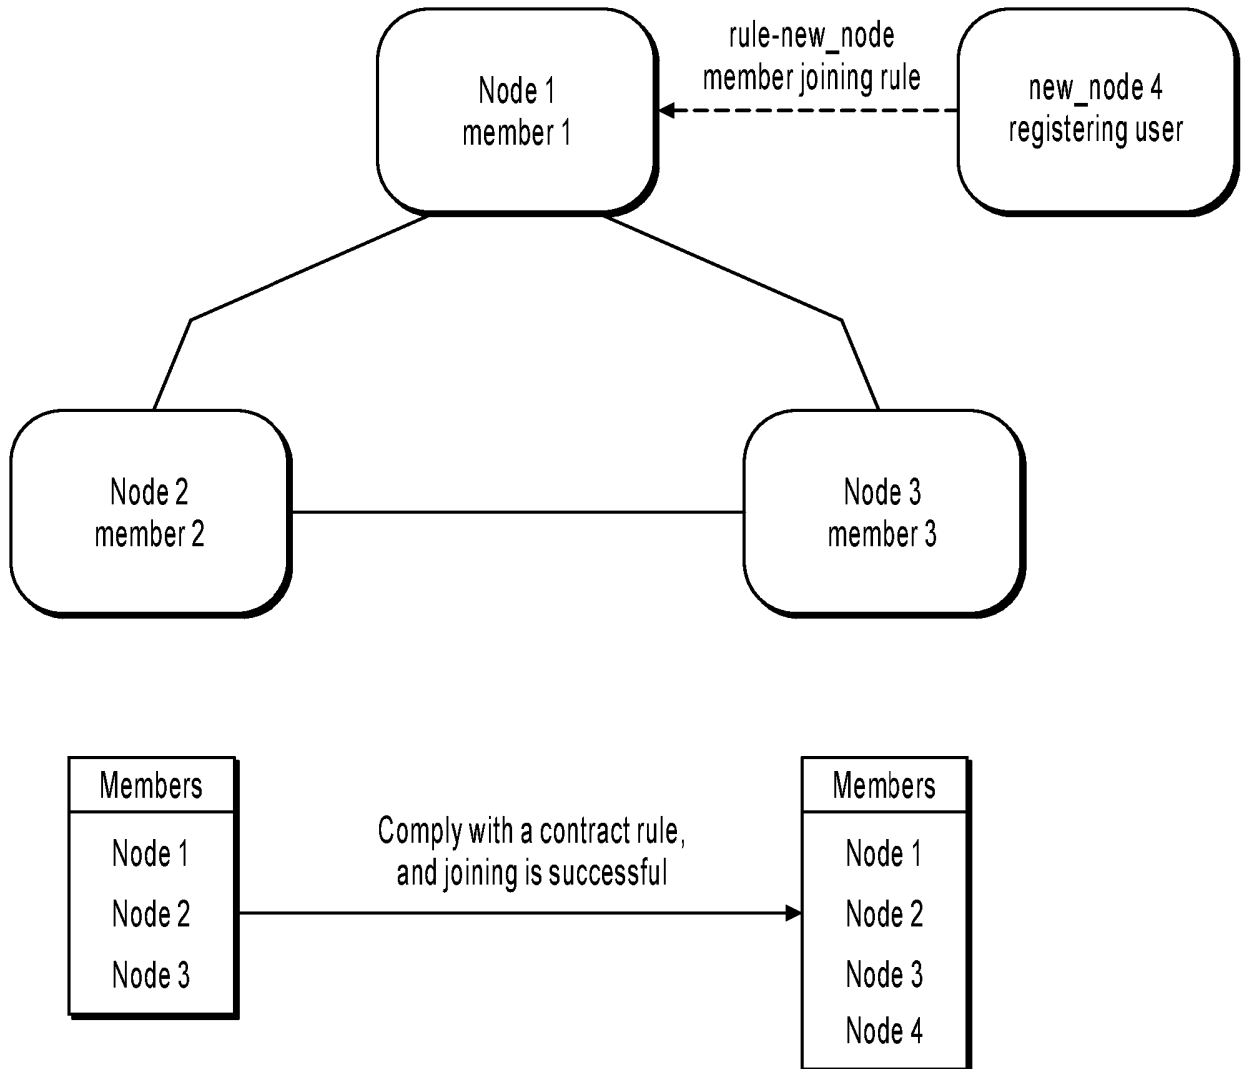 Node 1
member 1
rule-new_node
member joining rule
new_node 4
registering user
Node 2
member 2
Node 3
member 3
Members
Node 1
Node 2
Node 3
Comply with a contract rule,
and joining is successful
Members
Node 1
Node 2
Node 3
Node 4